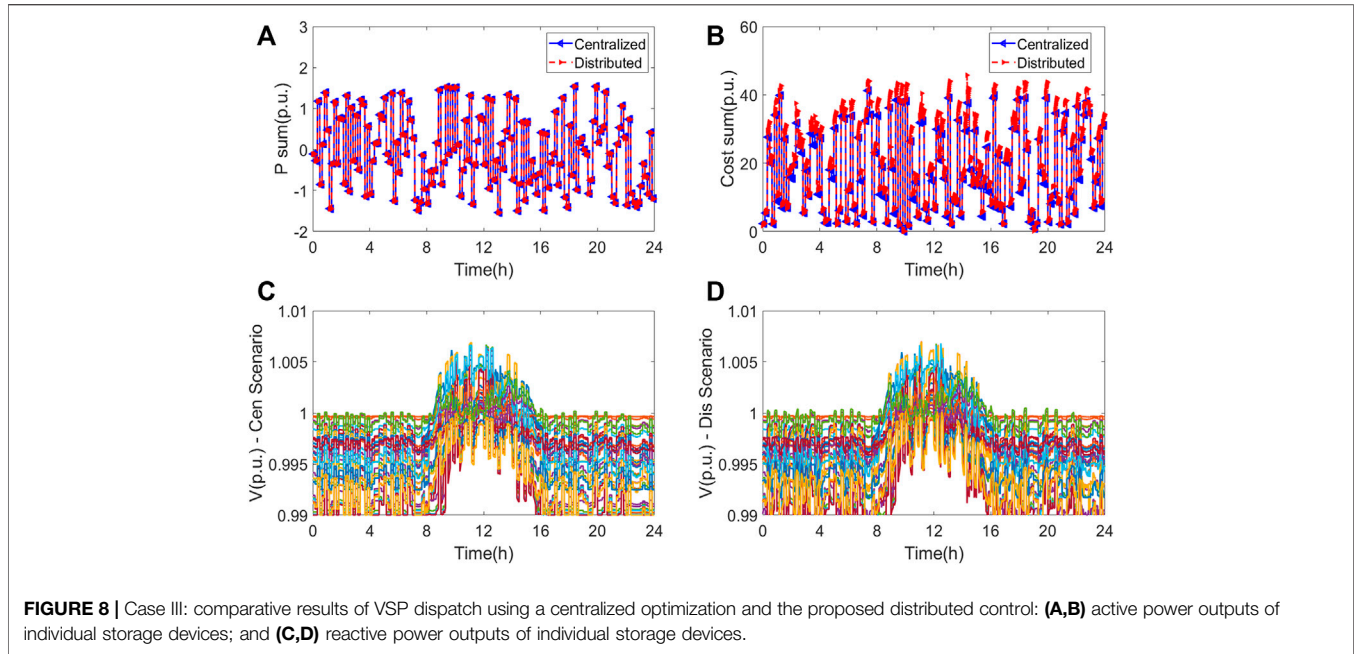 A
3
2
1
0
-1
-2
P sum(p.u.)
0 4 8 12 16 20 24
Time(h)
Centralized
Distributed
B
60
40
20
0
Cost sum(p.u.)
0 4 8 12 16 20 24
Time(h)
Centralized
Distributed
C
1.01
1.005
1
0.995
0.99
V(p.u.) - Cen Scenario
0 4 8 12 16 20 24
Time(h)
D
1.01
1.005
1
0.995
0.99
V(p.u.) - Dis Scenario
0 4 8 12 16 20 24
Time(h)
FIGURE 8 | Case III: comparative results of VSP dispatch using a centralized optimization and the proposed distributed control: (A,B) active power outputs of
individual storage devices; and (C,D) reactive power outputs of individual storage devices.